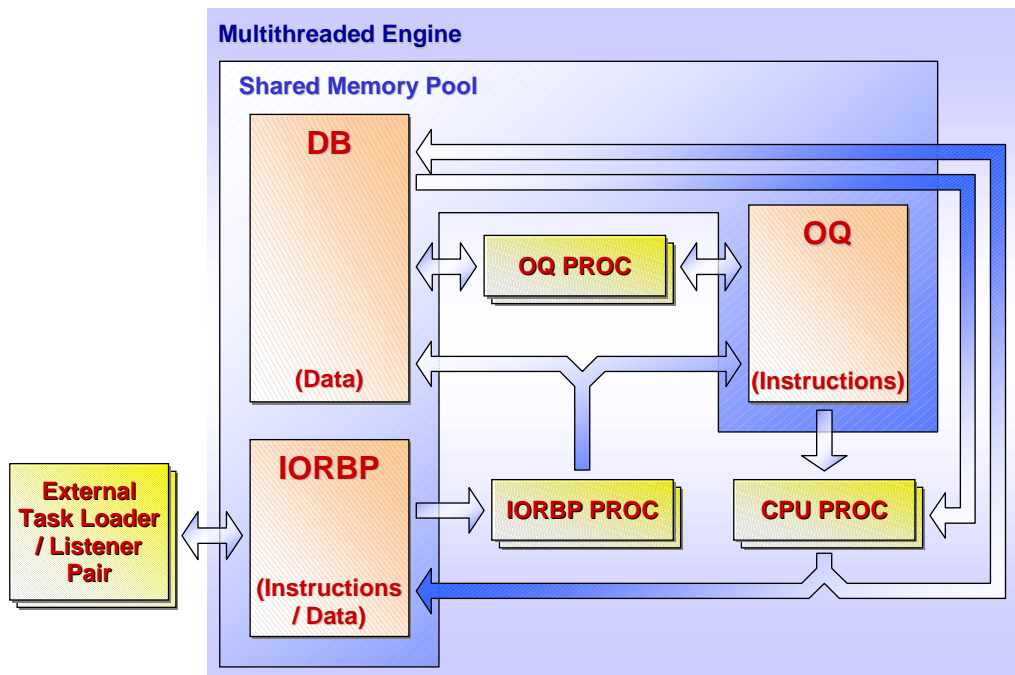 Multithreaded Engine
Shared Memory Pool
DB
(Data)
OQ PROC
OQ
(Instructions)
IORBP
(Instructions
/ Data)
IORBP PROC
CPU PROC
External
Task Loader
/ Listener
Pair